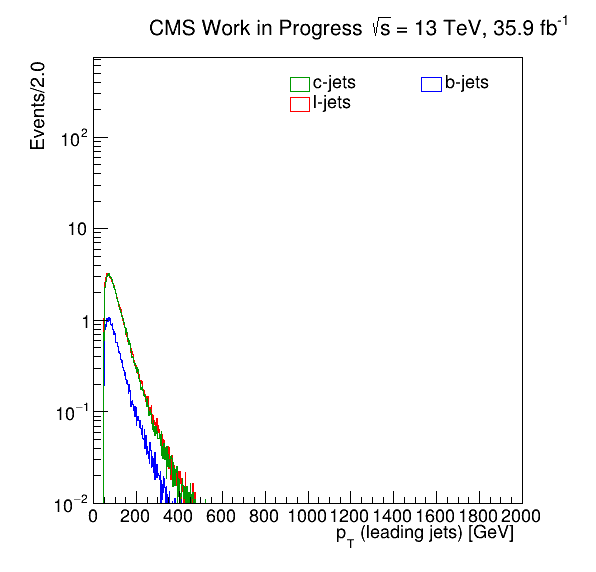 CMS Work in Progress √s = 13 TeV, 35.9 fb⁻¹
Events/2.0
c-jets
b-jets
l-jets
10²
10
1
10⁻¹
10⁻²
0 200 400 600 800 1000 1200 1400 1600 1800 2000
p_T (leading jets) [GeV]